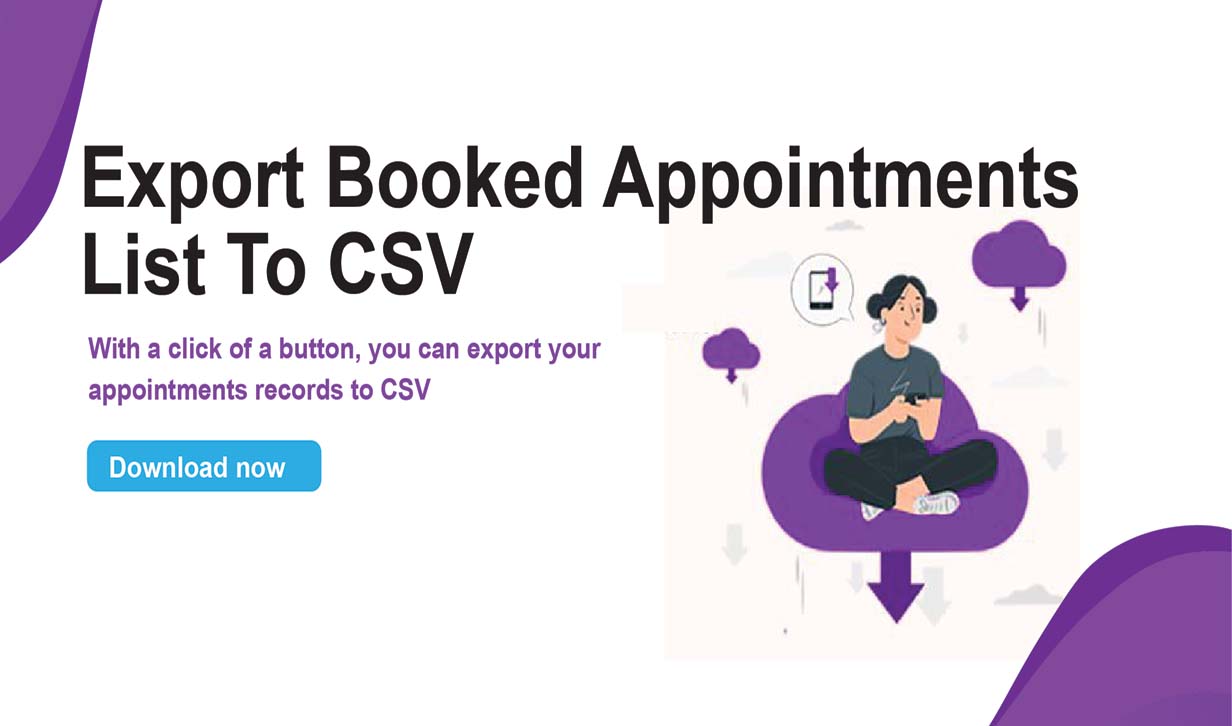 Export Booked Appointments
List To CSV
With a click of a button, you can export your
appointments records to CSV
Download now